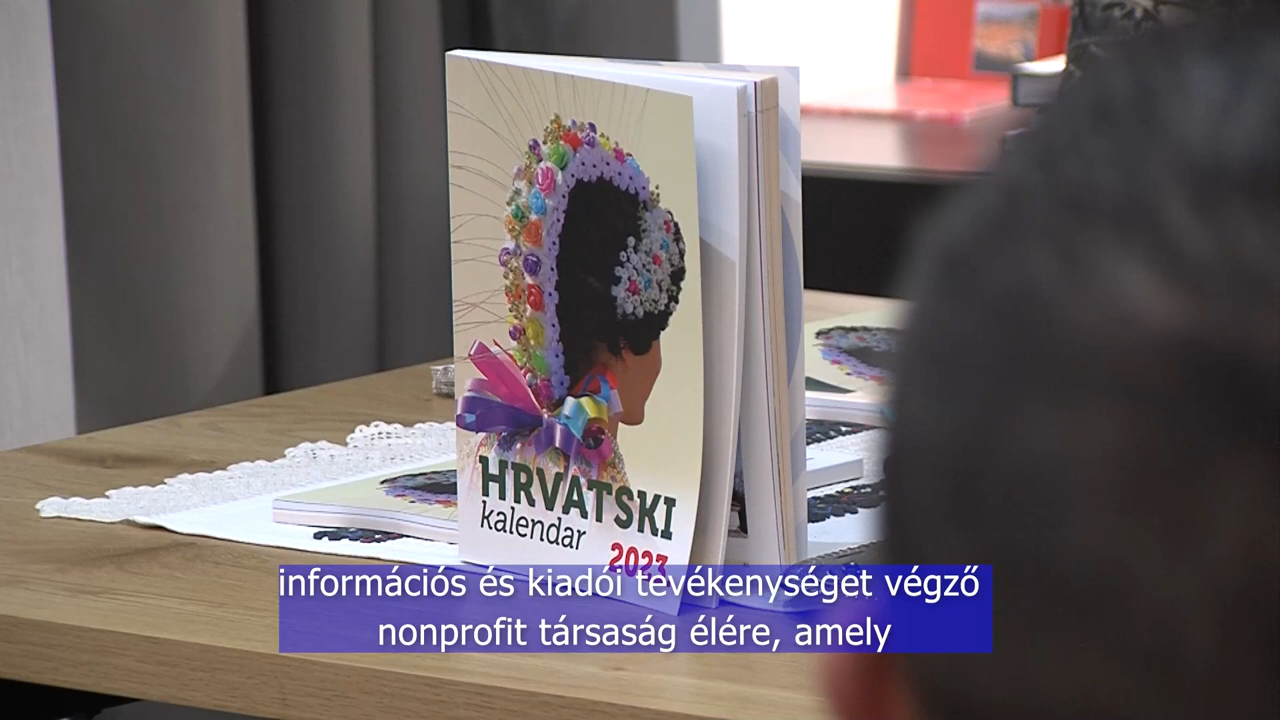 HRVATSKI
kalendar
2023
információs és kiadói tevékenységet végző
nonprofit társaság élére, amely